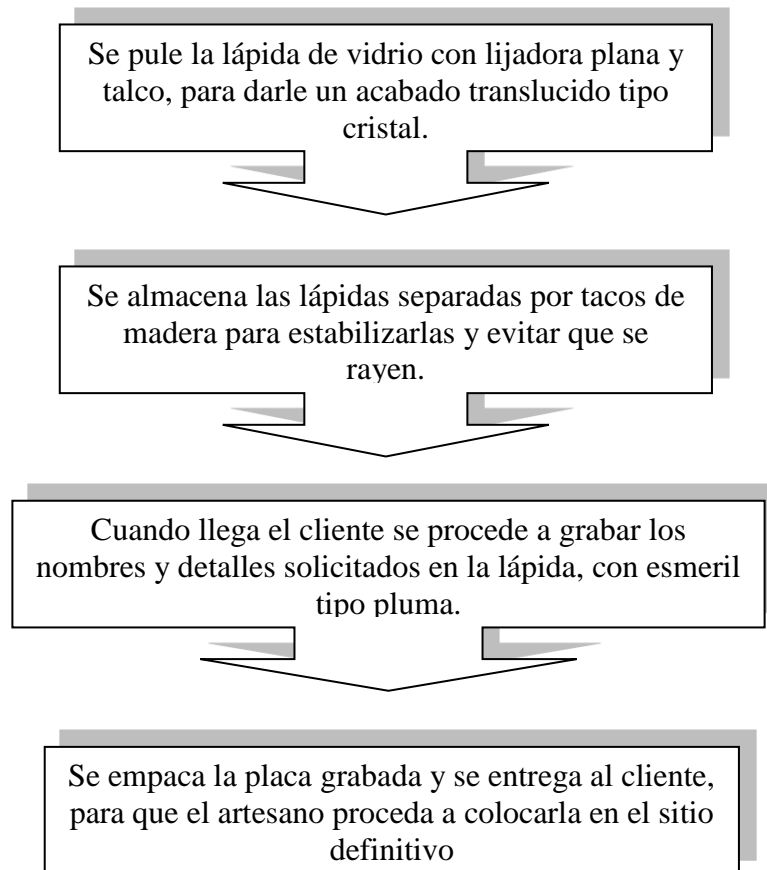 Se pule la lápida de vidrio con lijadora plana y
talco, para darle un acabado translucido tipo
cristal.
Se almacena las lápidas separadas por tacos de
madera para estabilizarlas y evitar que se
rayen.
Cuando llega el cliente se procede a grabar los
nombres y detalles solicitados en la lápida, con esmeril
tipo pluma.
Se empaca la placa grabada y se entrega al cliente,
para que el artesano proceda a colocarla en el sitio
definitivo